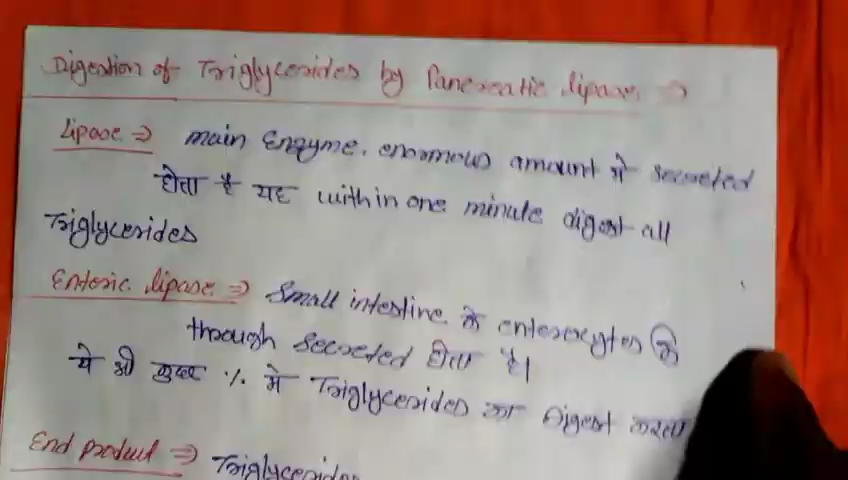 Digestion of Triglycerides by Pancreatic lipase ⇒
Lipase ⇒ main Enzyme. enormous amount मे secreted
होता है यह within one minute digest all
Triglycerides
Enteric lipase ⇒ Small intestine के enterocytes के
through secreted होता है।
ये भी कुछ % मे Triglycerides का Digest करता
End product ⇒ Triglycerides